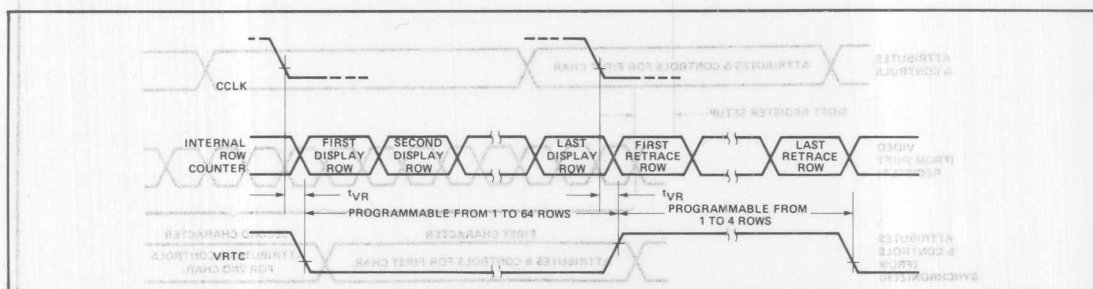 CCLK
INTERNAL
ROW
COUNTER
FIRST
DISPLAY
ROW
SECOND
DISPLAY
ROW
LAST
DISPLAY
ROW
FIRST
RETRACE
ROW
LAST
RETRACE
ROW
tVR
tVR
PROGRAMMABLE FROM 1 TO 64 ROWS
PROGRAMMABLE FROM
1 TO 4 ROWS
VRTC